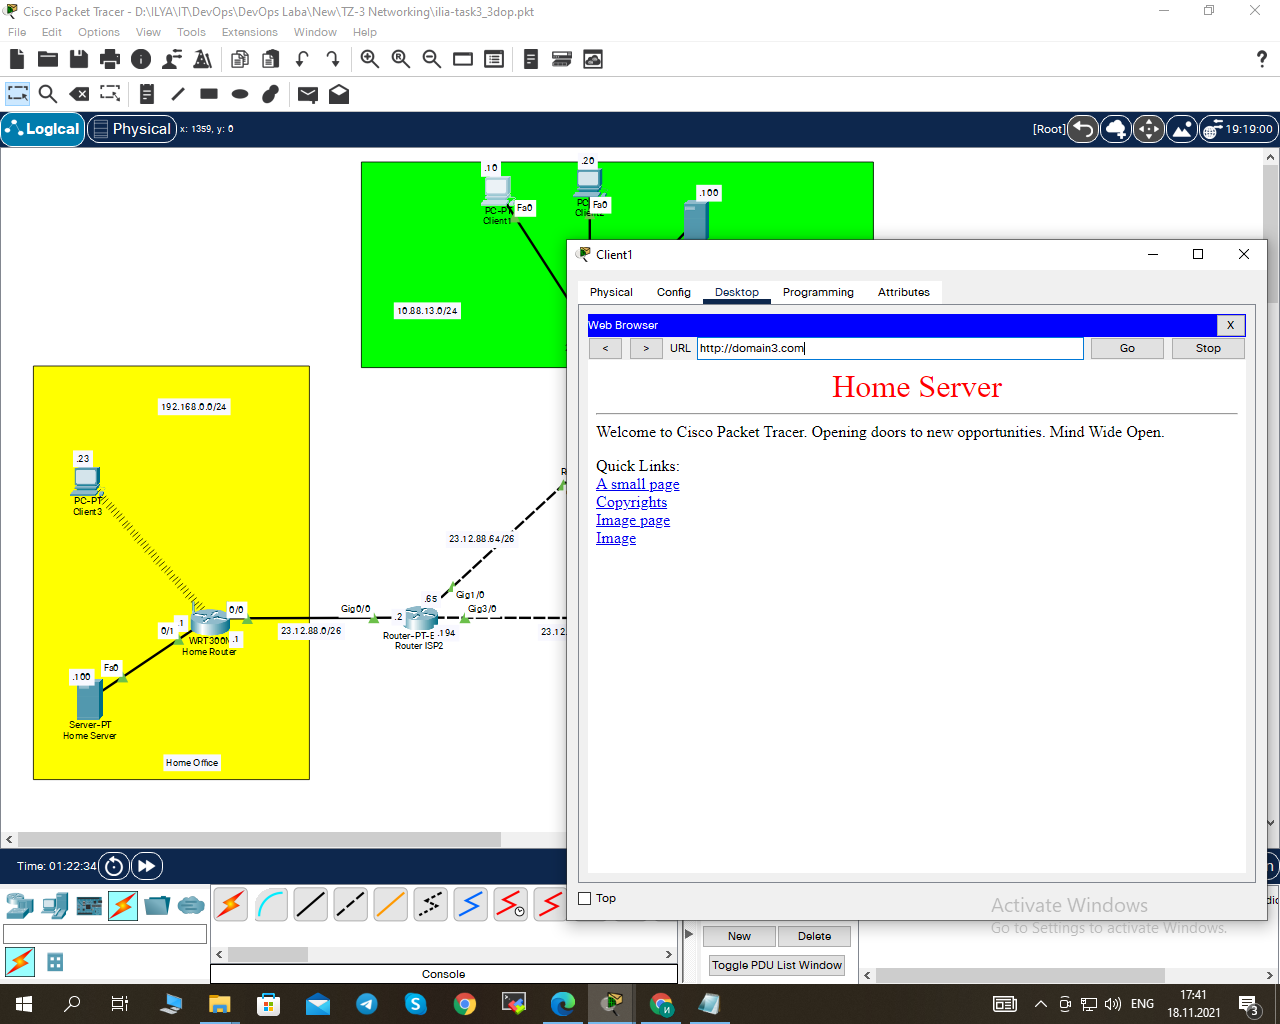 Cisco Packet Tracer - D:\ILYA\IT\DevOps\DevOps Laba\New\TZ-3 Networking\ilia-task3_3dop.pkt
File Edit Options View Tools Extensions Window Help
Logical Physical x: 1359, y: 0 [Root] 19:19:00
.10
.20
.100
PC-PT
Client1
Fa0
Fa0
10.88.13.0/24
192.168.0.0/24
.23
PC-PT
Client3
23.12.88.64/26
.65
Gig1/0
0/0
Gig0/0
.2
Gig3/0
.1
0/1
23.12.88.0/26
.194
.1
Home Router
Router ISP2
Fa0
.100
Server-PT
Home Server
Home Office
Client1
Physical Config Desktop Programming Attributes
Web Browser X
< > URL http://domain3.com Go Stop
Home Server
Welcome to Cisco Packet Tracer. Opening doors to new opportunities. Mind Wide Open.
Quick Links:
A small page
Copyrights
Image page
Image
Top
Time: 01:22:34
New Delete
Toggle PDU List Window
Console
Activate Windows
Go to Settings to activate Windows.
ENG
17:41
18.11.2021
3